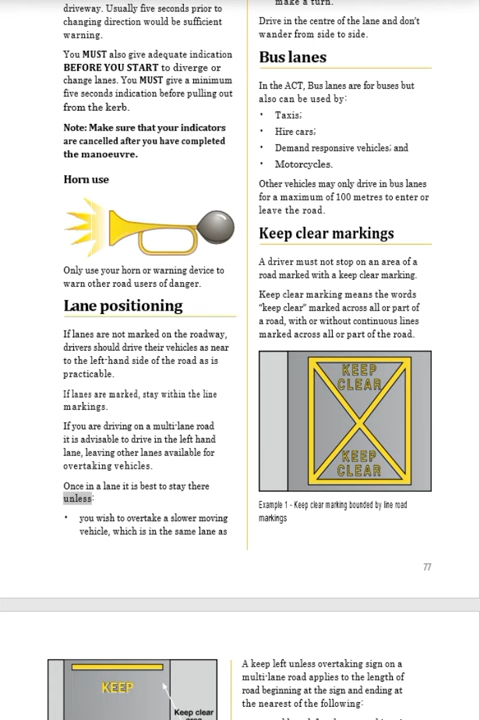 driveway. Usually five seconds prior to
changing direction would be sufficient
warning.
You MUST also give adequate indication
BEFORE YOU START to diverge or
change lanes. You MUST give a minimum
five seconds indication before pulling out
from the kerb.
Note: Make sure that your indicators
are cancelled after you have completed
the manoeuvre.
Horn use
Only use your horn or warning device to
warn other road users of danger.
Lane positioning
If lanes are not marked on the roadway,
drivers should drive their vehicles as near
to the left-hand side of the road as is
practicable.
If lanes are marked, stay within the line
markings.
If you are driving on a multi-lane road
it is advisable to drive in the left hand
lane, leaving other lanes available for
overtaking vehicles.
Once in a lane it is best to stay there
unless:
• you wish to overtake a slower moving
vehicle, which is in the same lane as
make a turn.
Drive in the centre of the lane and don't
wander from side to side.
Bus lanes
In the ACT, Bus lanes are for buses but
also can be used by:
• Taxis;
• Hire cars;
• Demand responsive vehicles; and
• Motorcycles.
Other vehicles may only drive in bus lanes
for a maximum of 100 metres to enter or
leave the road.
Keep clear markings
A driver must not stop on an area of a
road marked with a keep clear marking.
Keep clear marking means the words
"keep clear" marked across all or part of
a road, with or without continuous lines
marked across all or part of the road.
KEEP
CLEAR
KEEP
CLEAR
Example 1 - Keep clear marking bounded by line road
markings
77
KEEP
Keep clear
A keep left unless overtaking sign on a
multi-lane road applies to the length of
road beginning at the sign and ending at
the nearest of the following: